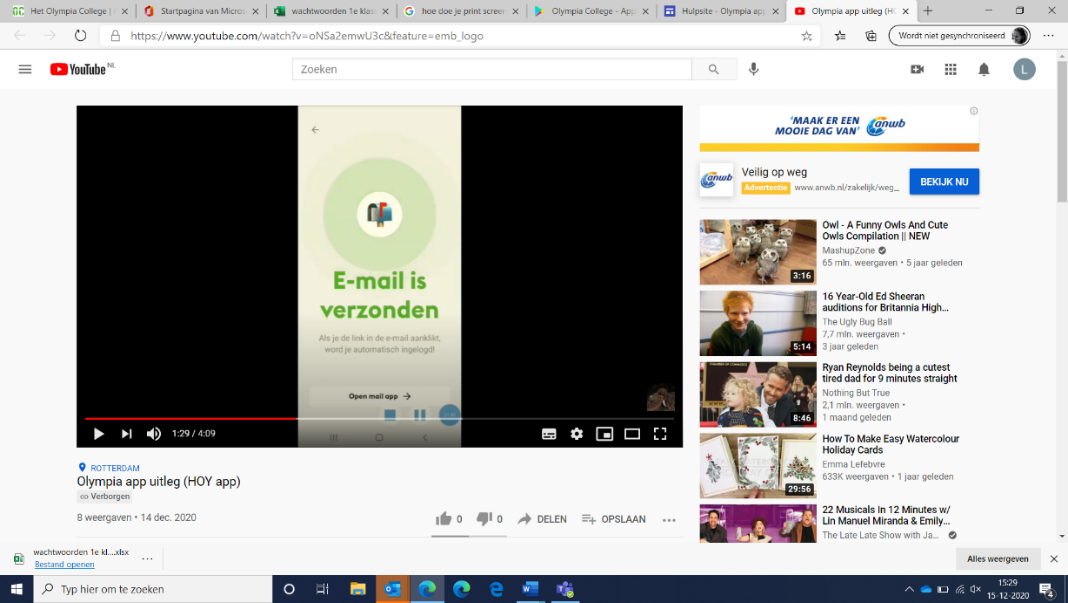 Het Olympia College |
Startpagina van Micros
wachtwoorden 1e klas
hoe doe je print screen
Olympia College - App
Hulpsite - Olympia app
Olympia app uitleg (HO
https://www.youtube.com/watch?v=oNSa2emwU3c&feature=emb_logo
Wordt niet gesynchroniseerd
YouTube NL
Zoeken
L
E-mail is
verzonden
Als je de link in de e-mail aanklikt,
word je automatisch ingelogd!
Open mail app →
1:29 / 4:09
ROTTERDAM
Olympia app uitleg (HOY app)
Verborgen
8 weergaven • 14 dec. 2020
0
0
DELEN
OPSLAAN
'MAAK ER EEN
MOOIE DAG VAN'
anwb
anwb
Veilig op weg
Advertentie www.anwb.nl/zakelijk/weg_
BEKIJK NU
3:16
Owl - A Funny Owls And Cute
Owls Compilation || NEW
MashupZone
65 mln. weergaven • 5 jaar geleden
5:14
16 Year-Old Ed Sheeran
auditions for Britannia High...
The Ugly Bug Ball
7,7 mln. weergaven •
3 jaar geleden
8:46
Ryan Reynolds being a cutest
tired dad for 9 minutes straight
Nothing But True
2,1 mln. weergaven •
1 maand geleden
29:56
How To Make Easy Watercolour
Holiday Cards
Emma Lefebvre
633K weergaven • 1 jaar geleden
22 Musicals In 12 Minutes w/
Lin Manuel Miranda & Emily...
The Late Late Show with Ja...
wachtwoorden 1e kl....xlsx
Bestand openen
Alles weergeven
Typ hier om te zoeken
15:29
15-12-2020
4